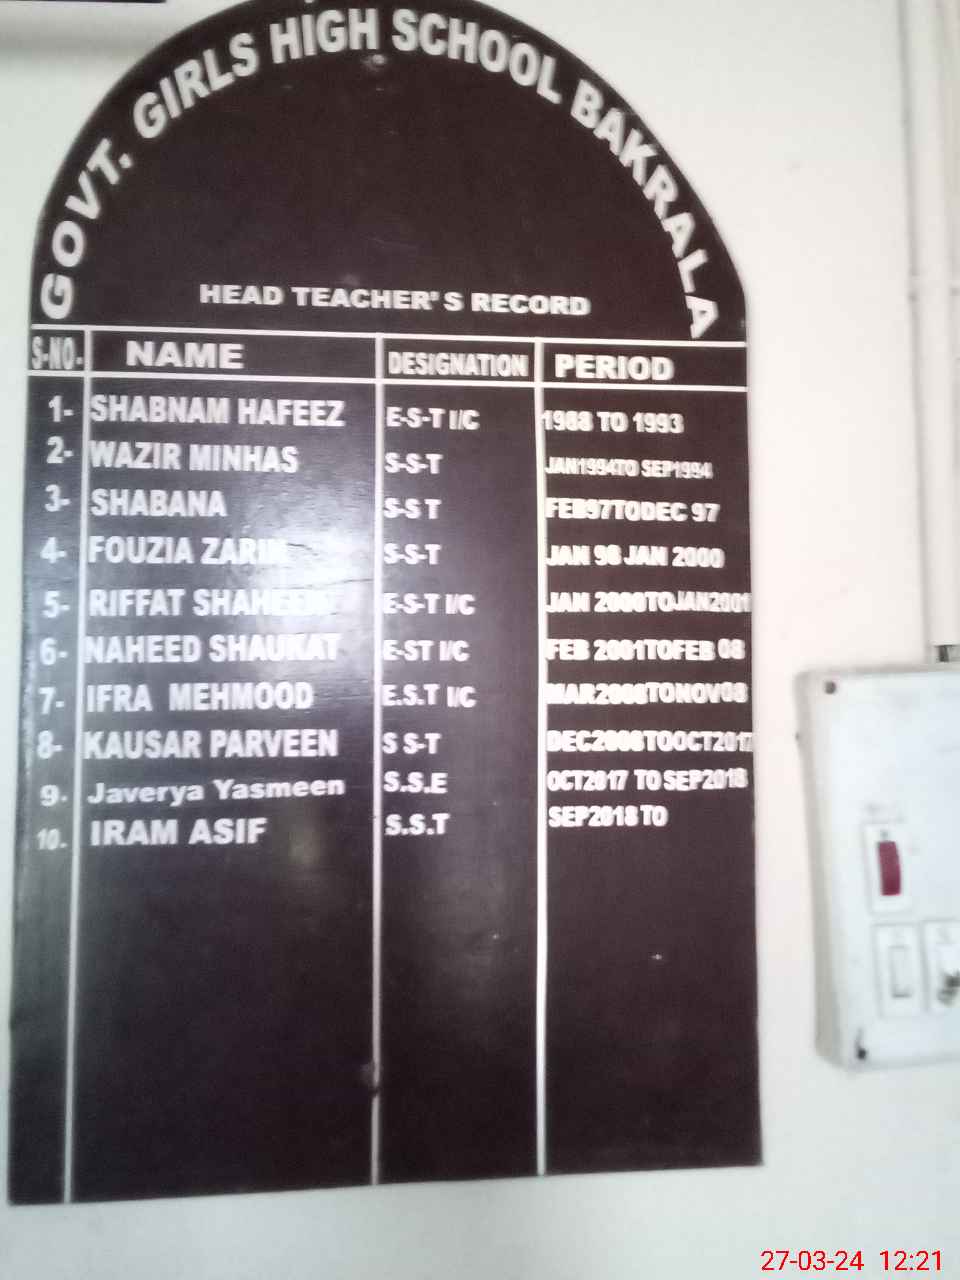 GOVT. GIRLS HIGH SCHOOL BAKRALA
HEAD TEACHER'S RECORD
S-NO- NAME DESIGNATION PERIOD
1- SHABNAM HAFEEZ E-S-T I/C 1988 TO 1993
2- WAZIR MINHAS S-S-T JAN1994TO SEP1994
3- SHABANA S-S T FEB97TODEC 97
4- FOUZIA ZARIN S-S-T JAN 98 JAN 2000
5- RIFFAT SHAHEEN E-S-T I/C JAN 2000TOJAN2001
6- NAHEED SHAUKAT E-ST I/C FEB 2001TOFEB 08
7- IFRA MEHMOOD E.S.T I/C MAR2008TONOV08
8- KAUSAR PARVEEN S S-T DEC2008TOOCT2017
9. Javerya Yasmeen S.S.E OCT2017 TO SEP2018
10. IRAM ASIF S.S.T SEP2018 TO
27-03-24 12:21